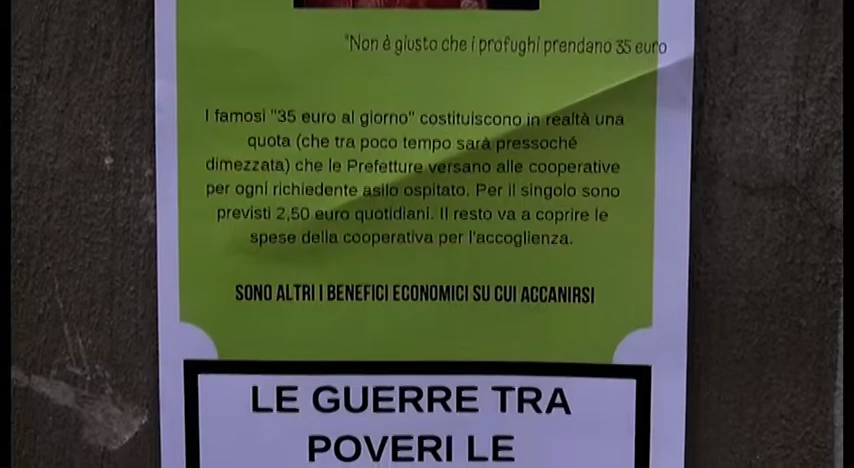 "Non è giusto che i profughi prendano 35 euro
I famosi "35 euro al giorno" costituiscono in realtà una
quota (che tra poco tempo sarà pressoché
dimezzata) che le Prefetture versano alle cooperative
per ogni richiedente asilo ospitato. Per il singolo sono
previsti 2,50 euro quotidiani. Il resto va a coprire le
spese della cooperativa per l'accoglienza.
SONO ALTRI I BENEFICI ECONOMICI SU CUI ACCANIRSI
LE GUERRE TRA
POVERI LE